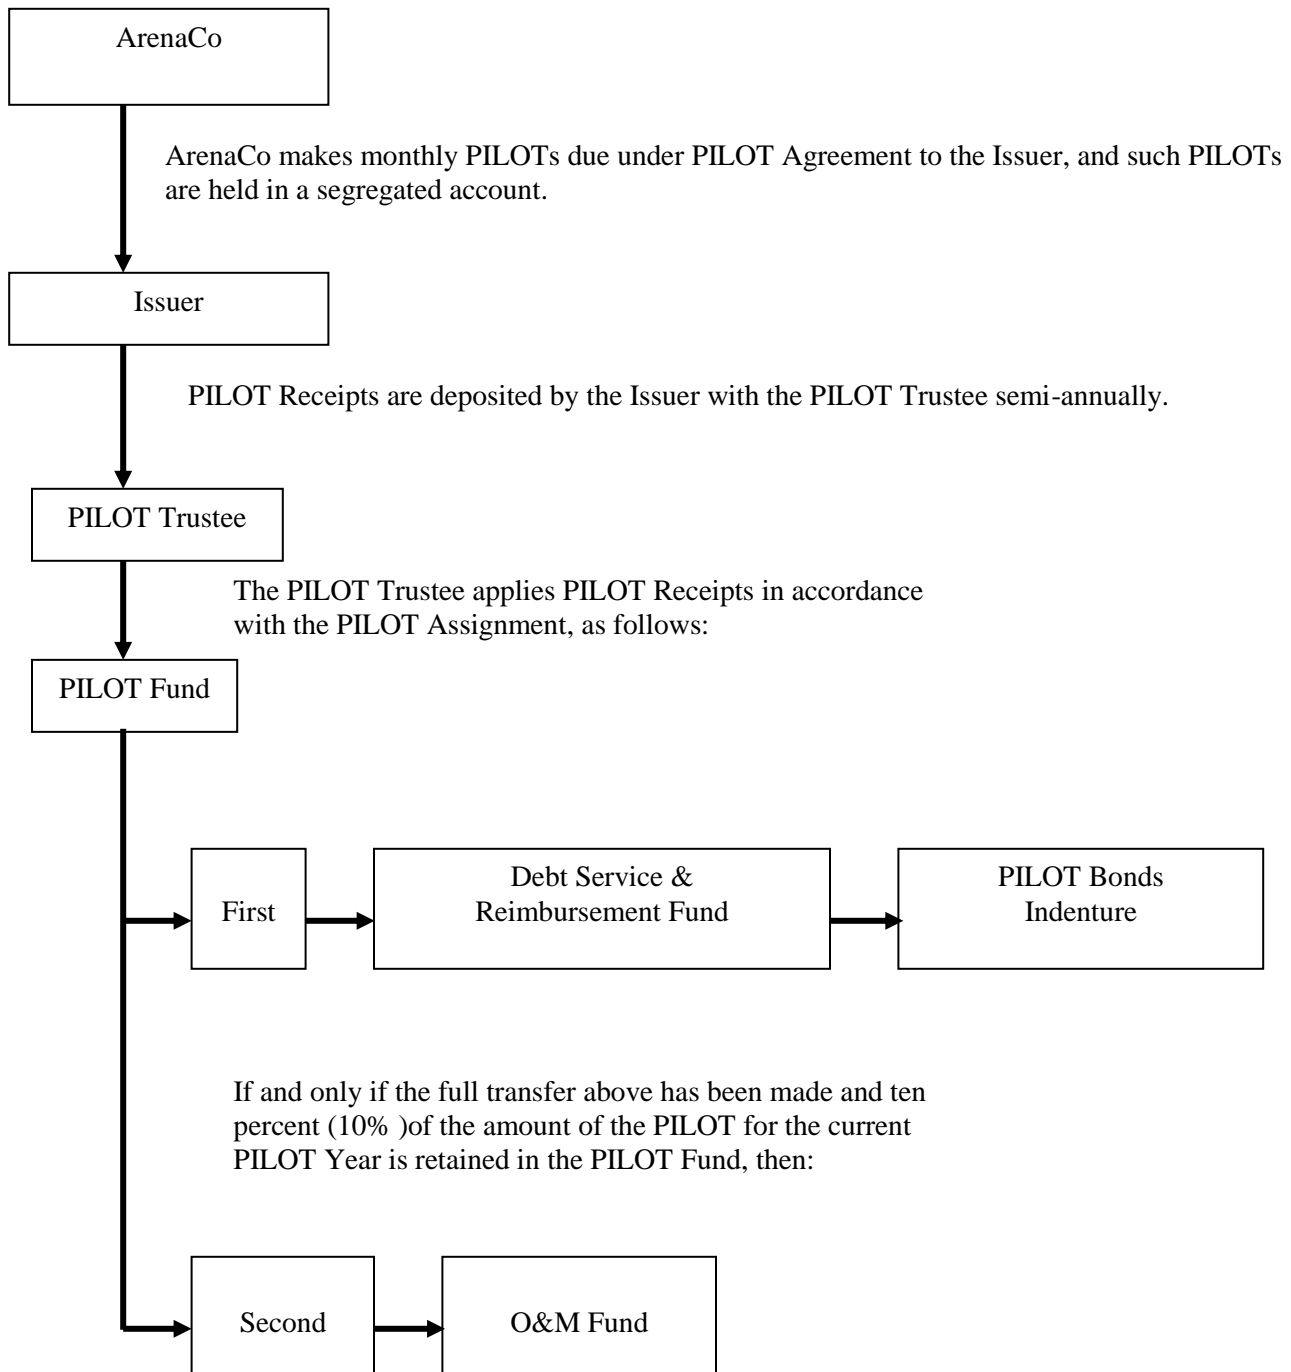 ArenaCo
ArenaCo makes monthly PILOTs due under PILOT Agreement to the Issuer, and such PILOTs
are held in a segregated account.
Issuer
PILOT Receipts are deposited by the Issuer with the PILOT Trustee semi-annually.
PILOT Trustee
The PILOT Trustee applies PILOT Receipts in accordance
with the PILOT Assignment, as follows:
PILOT Fund
First
Debt Service &
Reimbursement Fund
PILOT Bonds
Indenture
If and only if the full transfer above has been made and ten
percent (10% )of the amount of the PILOT for the current
PILOT Year is retained in the PILOT Fund, then:
Second
O&M Fund